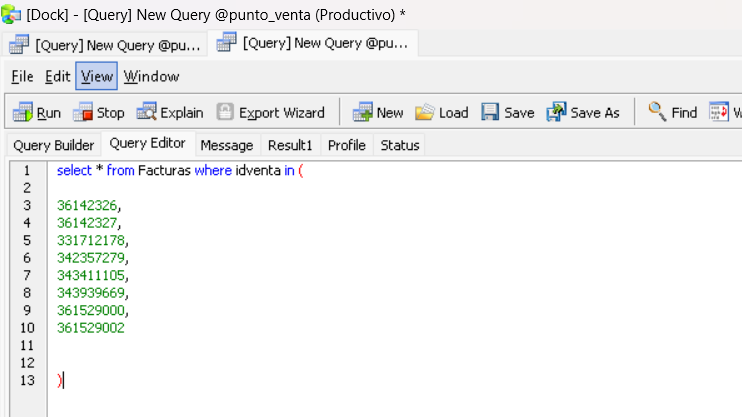 [Dock] - [Query] New Query @punto_venta (Productivo) *
[Query] New Query @pu... [Query] New Query @pu...
File Edit View Window
Run Stop Explain Export Wizard New Load Save Save As Find W
Query Builder Query Editor Message Result1 Profile Status
1 select * from Facturas where idventa in (
2
3 36142326,
4 36142327,
5 331712178,
6 342357279,
7 343411105,
8 343939669,
9 361529000,
10 361529002
11
12
13 )